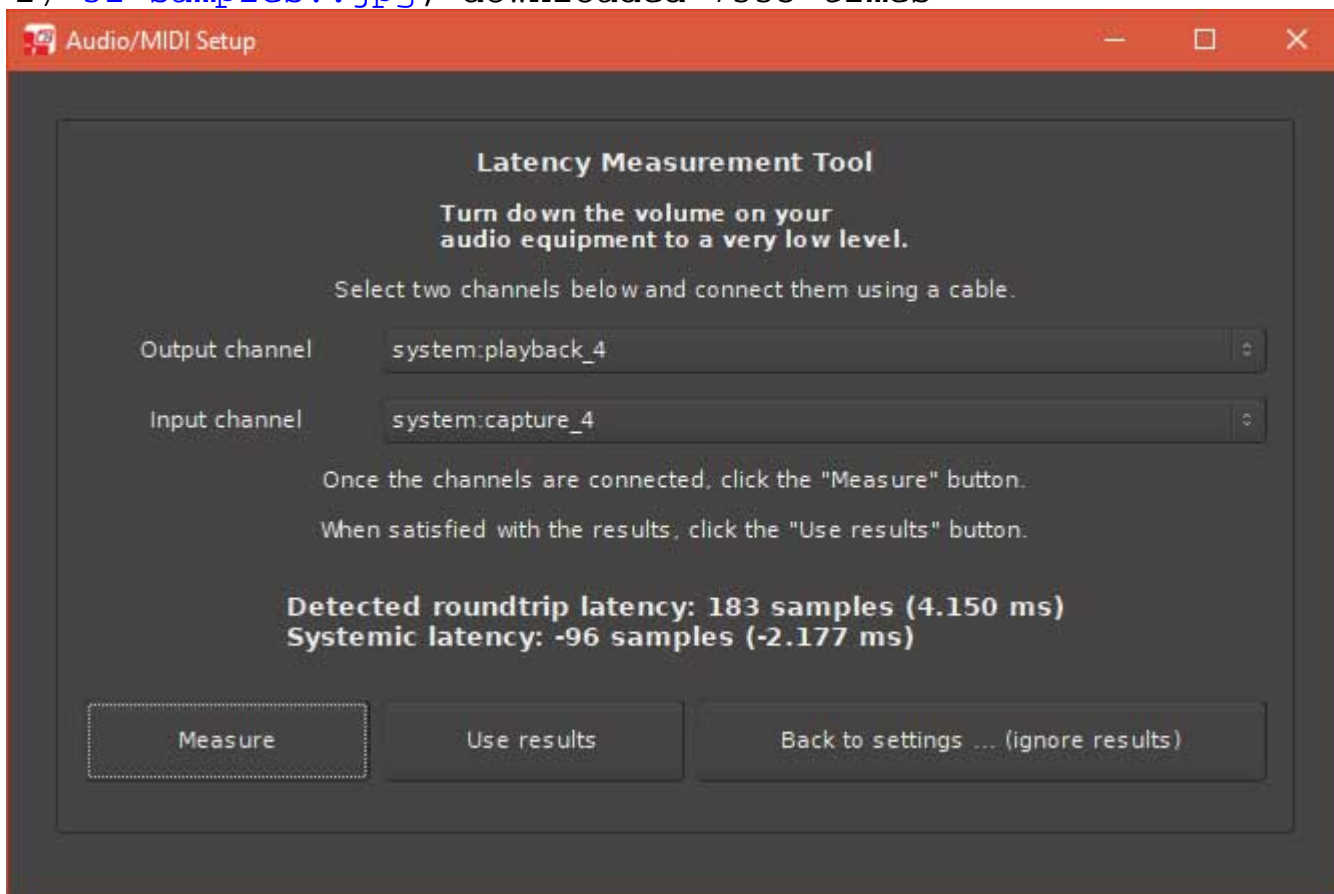 downloaded times
Audio/MIDI Setup
Latency Measurement Tool
Turn down the volume on your
audio equipment to a very low level.
Select two channels below and connect them using a cable.
Output channel system:playback_4
Input channel system:capture_4
Once the channels are connected, click the "Measure" button.
When satisfied with the results, click the "Use results" button.
Detected roundtrip latency: 183 samples (4.150 ms)
Systemic latency: -96 samples (-2.177 ms)
Measure Use results Back to settings ... (ignore results)